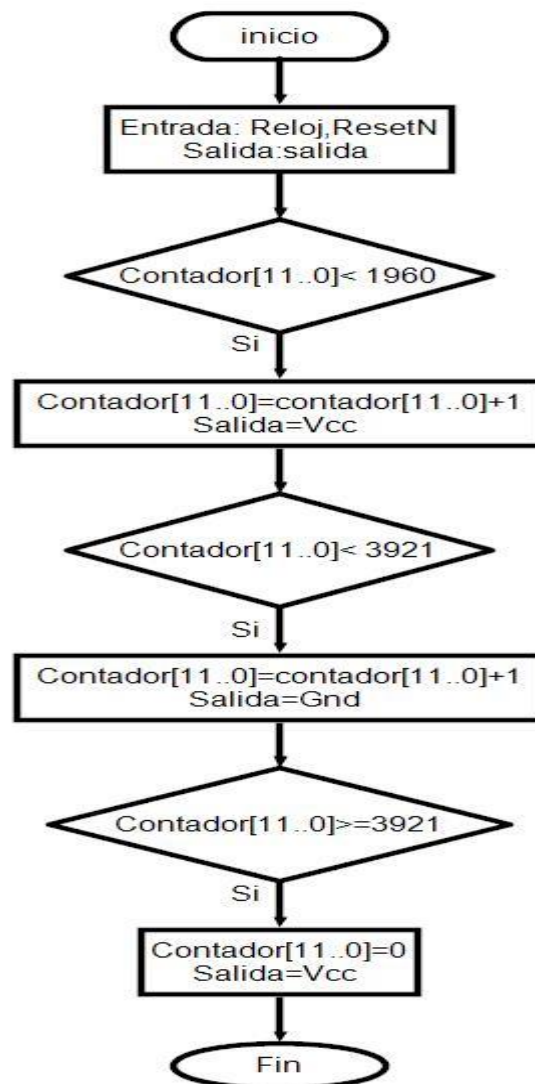 inicio
Entrada: Reloj,ResetN
Salida:salida
Contador[11..0]< 1960
Si
Contador[11..0]=contador[11..0]+1
Salida=Vcc
Contador[11..0]< 3921
Si
Contador[11..0]=contador[11..0]+1
Salida=Gnd
Contador[11..0]>=3921
Si
Contador[11..0]=0
Salida=Vcc
Fin